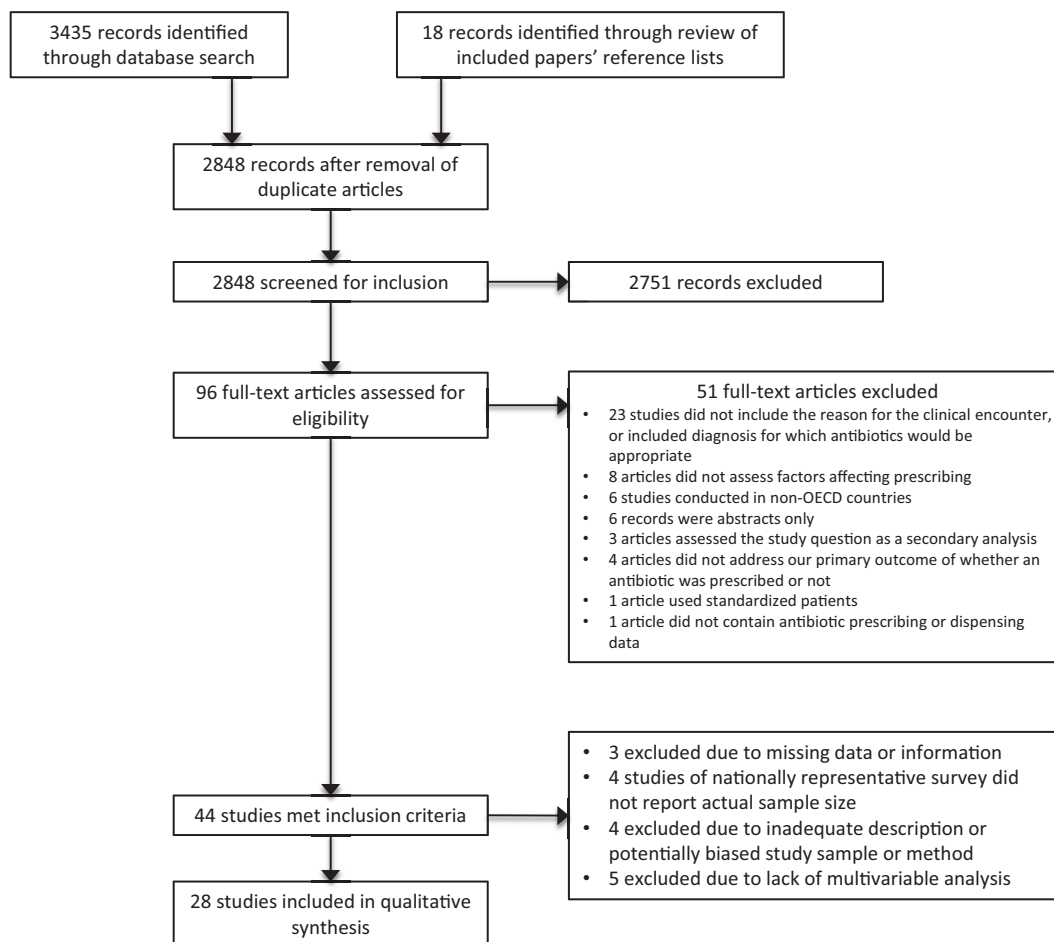 3435 records identified
through database search
18 records identified through review of
included papers’ reference lists
2848 records after removal of
duplicate articles
2848 screened for inclusion
2751 records excluded
96 full-text articles assessed for
eligibility
51 full-text articles excluded
• 23 studies did not include the reason for the clinical encounter,
or included diagnosis for which antibiotics would be
appropriate
• 8 articles did not assess factors affecting prescribing
• 6 studies conducted in non-OECD countries
• 6 records were abstracts only
• 3 articles assessed the study question as a secondary analysis
• 4 articles did not address our primary outcome of whether an
antibiotic was prescribed or not
• 1 article used standardized patients
• 1 article did not contain antibiotic prescribing or dispensing
data
44 studies met inclusion criteria
• 3 excluded due to missing data or information
• 4 studies of nationally representative survey did
not report actual sample size
• 4 excluded due to inadequate description or
potentially biased study sample or method
• 5 excluded due to lack of multivariable analysis
28 studies included in qualitative
synthesis